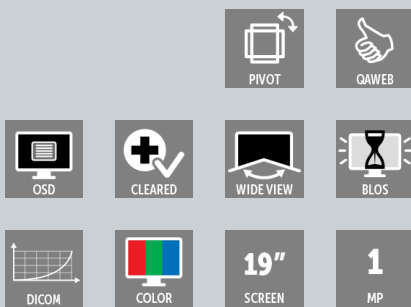 PIVOT
QAWEB
OSD
CLEARED
WIDE VIEW
BLOS
DICOM
COLOR
19"
SCREEN
1
MP